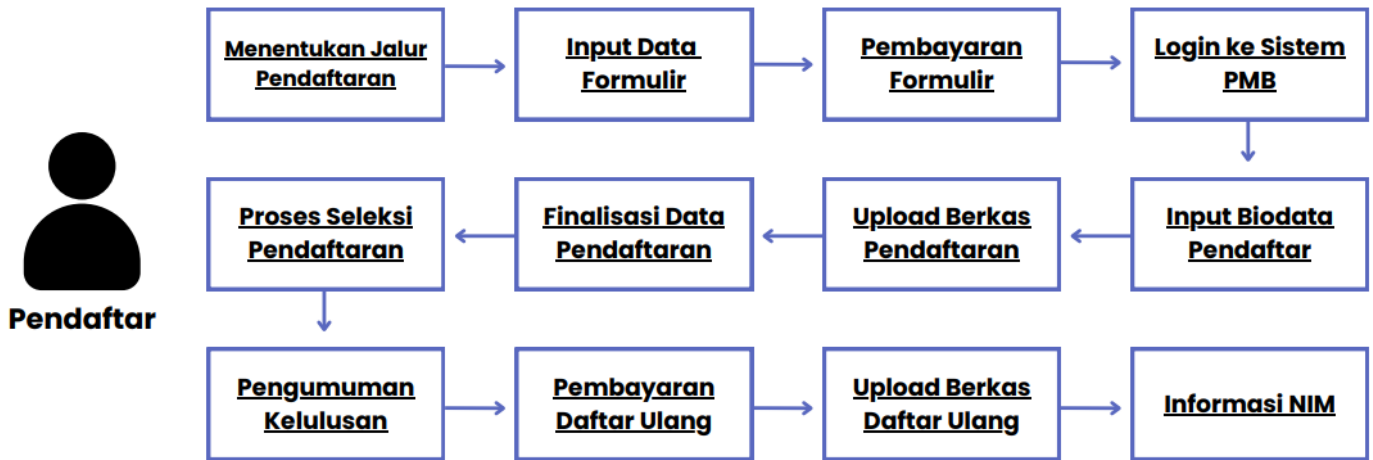 Menentukan Jalur
Pendaftaran
Input Data
Formulir
Pembayaran
Formulir
Login ke Sistem
PMB
Input Biodata
Pendaftar
Upload Berkas
Pendaftaran
Finalisasi Data
Pendaftaran
Proses Seleksi
Pendaftaran
Pendaftar
Pengumuman
Kelulusan
Pembayaran
Daftar Ulang
Upload Berkas
Daftar Ulang
Informasi NIM